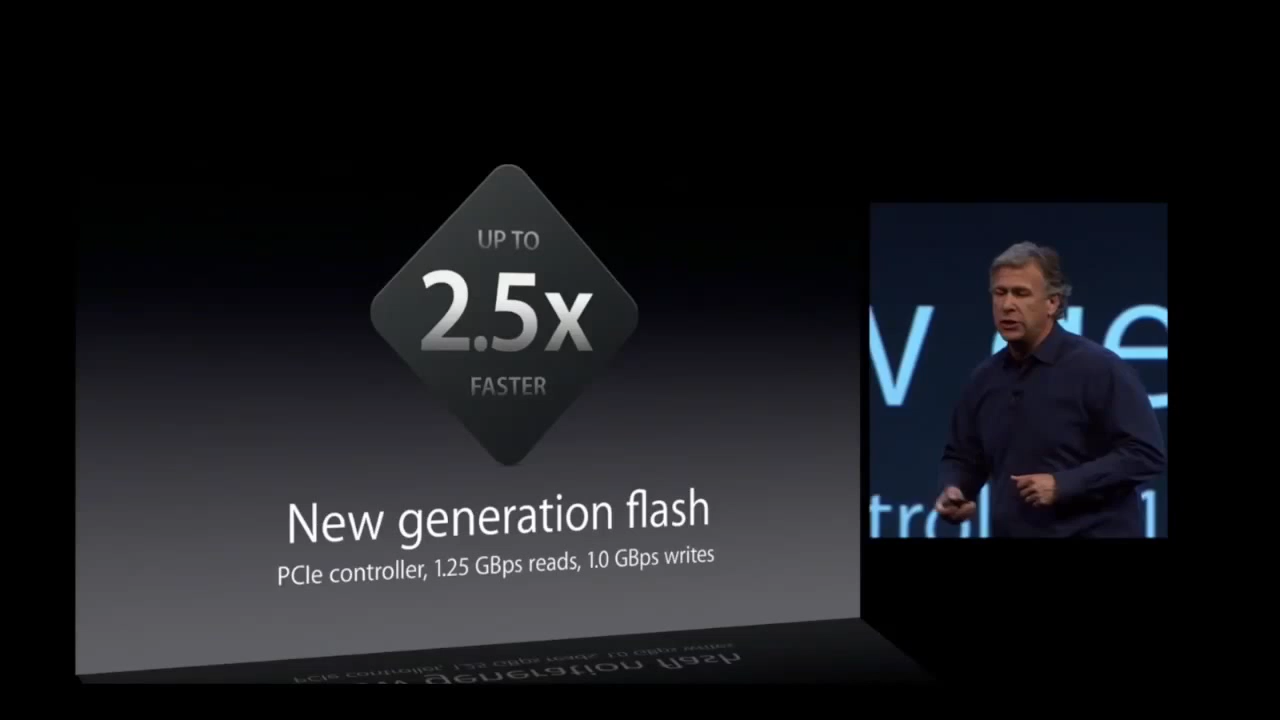 UP TO
2.5x
FASTER
New generation flash
PCIe controller, 1.25 GBps reads, 1.0 GBps writes